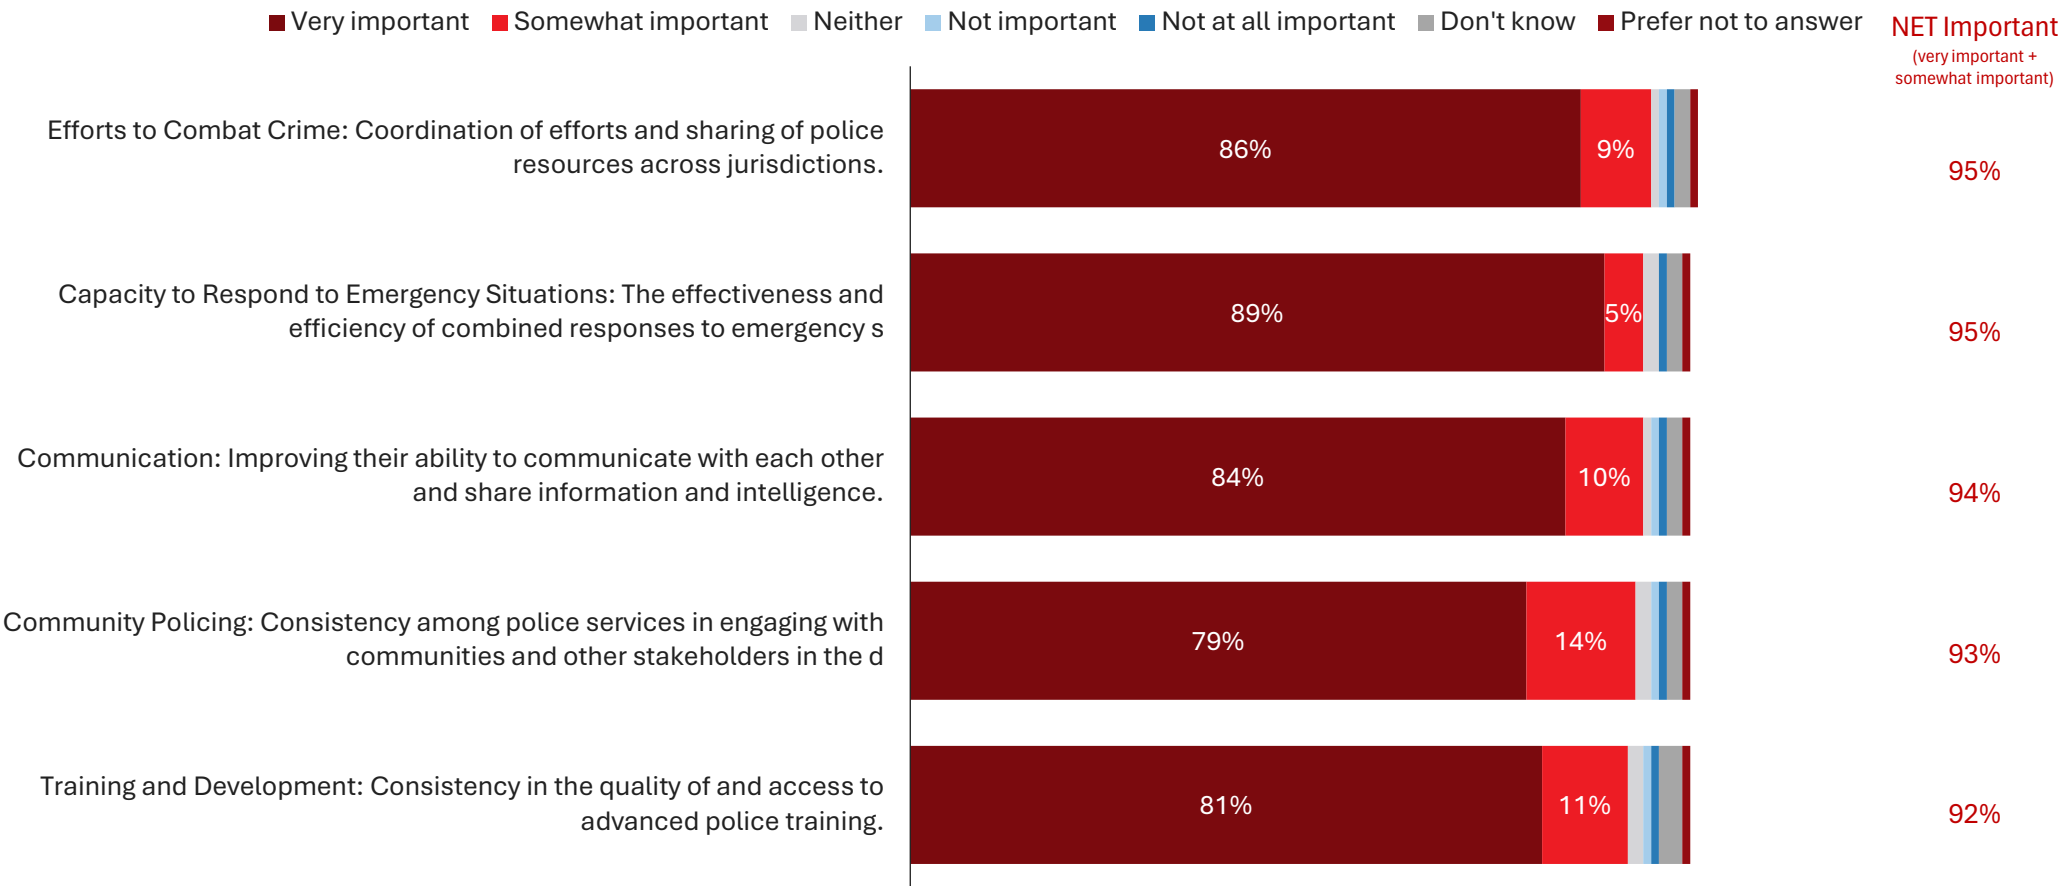 Very important Somewhat important Neither Not important Not at all important Don't know Prefer not to answer
NET Important
(very important +
somewhat important)
Efforts to Combat Crime: Coordination of efforts and sharing of police
resources across jurisdictions.
86% 9%
95%
Capacity to Respond to Emergency Situations: The effectiveness and
efficiency of combined responses to emergency s
89% 5%
95%
Communication: Improving their ability to communicate with each other
and share information and intelligence.
84% 10%
94%
Community Policing: Consistency among police services in engaging with
communities and other stakeholders in the d
79% 14%
93%
Training and Development: Consistency in the quality of and access to
advanced police training.
81% 11%
92%